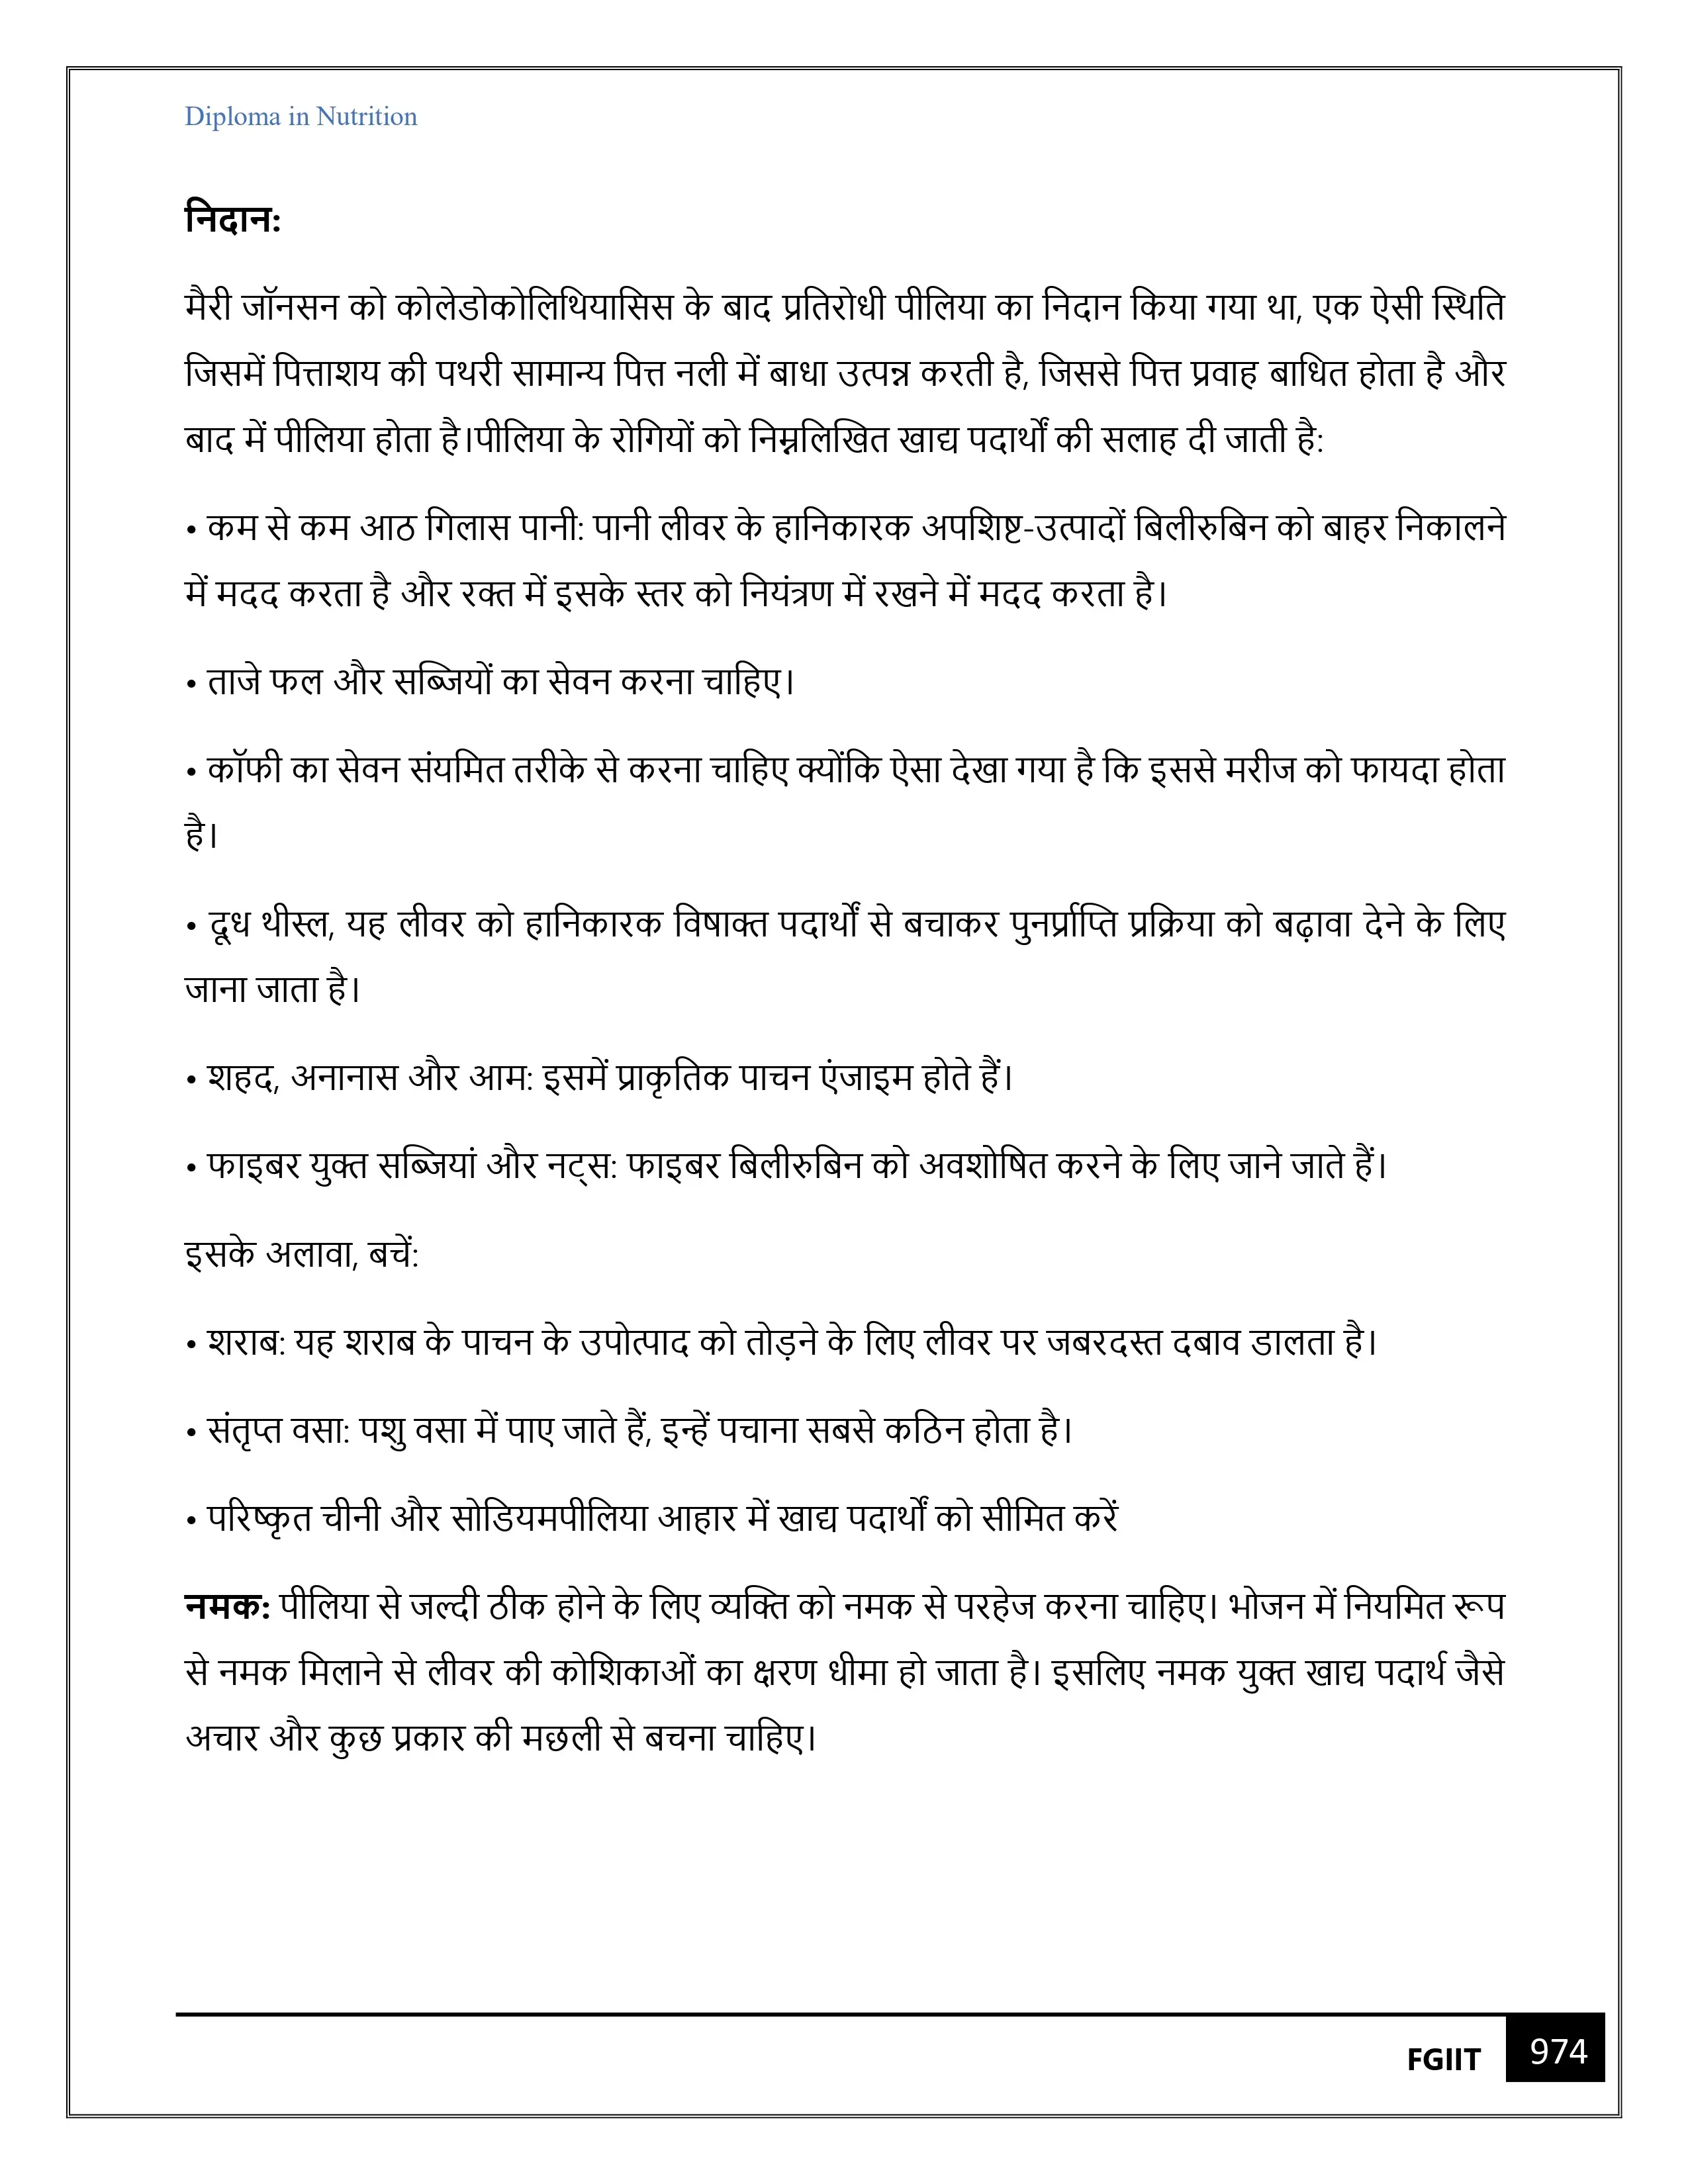 Diploma in Nutrition
निदान:
मैरी जॉनसन को कोलेडोकोलिथियासिस के बाद प्रतिरोधी पीलिया का निदान किया गया था, एक ऐसी स्थिति
जिसमें पित्ताशय की पथरी सामान्य पित्त नली में बाधा उत्पन्न करती है, जिससे पित्त प्रवाह बाधित होता है और
बाद में पीलिया होता है।पीलिया के रोगियों को निम्नलिखित खाद्य पदार्थों की सलाह दी जाती है:
• कम से कम आठ गिलास पानी: पानी लीवर के हानिकारक अपशिष्ट-उत्पादों बिलीरुबिन को बाहर निकालने
में मदद करता है और रक्त में इसके स्तर को नियंत्रण में रखने में मदद करता है।
• ताजे फल और सब्जियों का सेवन करना चाहिए।
• कॉफी का सेवन संयमित तरीके से करना चाहिए क्योंकि ऐसा देखा गया है कि इससे मरीज को फायदा होता
है।
• दूध थीस्ल, यह लीवर को हानिकारक विषाक्त पदार्थों से बचाकर पुनर्प्राप्ति प्रक्रिया को बढ़ावा देने के लिए
जाना जाता है।
• शहद, अनानास और आम: इसमें प्राकृतिक पाचन एंजाइम होते हैं।
• फाइबर युक्त सब्जियां और नट्स: फाइबर बिलीरुबिन को अवशोषित करने के लिए जाने जाते हैं।
इसके अलावा, बचें:
• शराब: यह शराब के पाचन के उपोत्पाद को तोड़ने के लिए लीवर पर जबरदस्त दबाव डालता है।
• संतृप्त वसा: पशु वसा में पाए जाते हैं, इन्हें पचाना सबसे कठिन होता है।
• परिष्कृत चीनी और सोडियमपीलिया आहार में खाद्य पदार्थों को सीमित करें
नमक: पीलिया से जल्दी ठीक होने के लिए व्यक्ति को नमक से परहेज करना चाहिए। भोजन में नियमित रूप
से नमक मिलाने से लीवर की कोशिकाओं का क्षरण धीमा हो जाता है। इसलिए नमक युक्त खाद्य पदार्थ जैसे
अचार और कुछ प्रकार की मछली से बचना चाहिए।
FGIIT 974